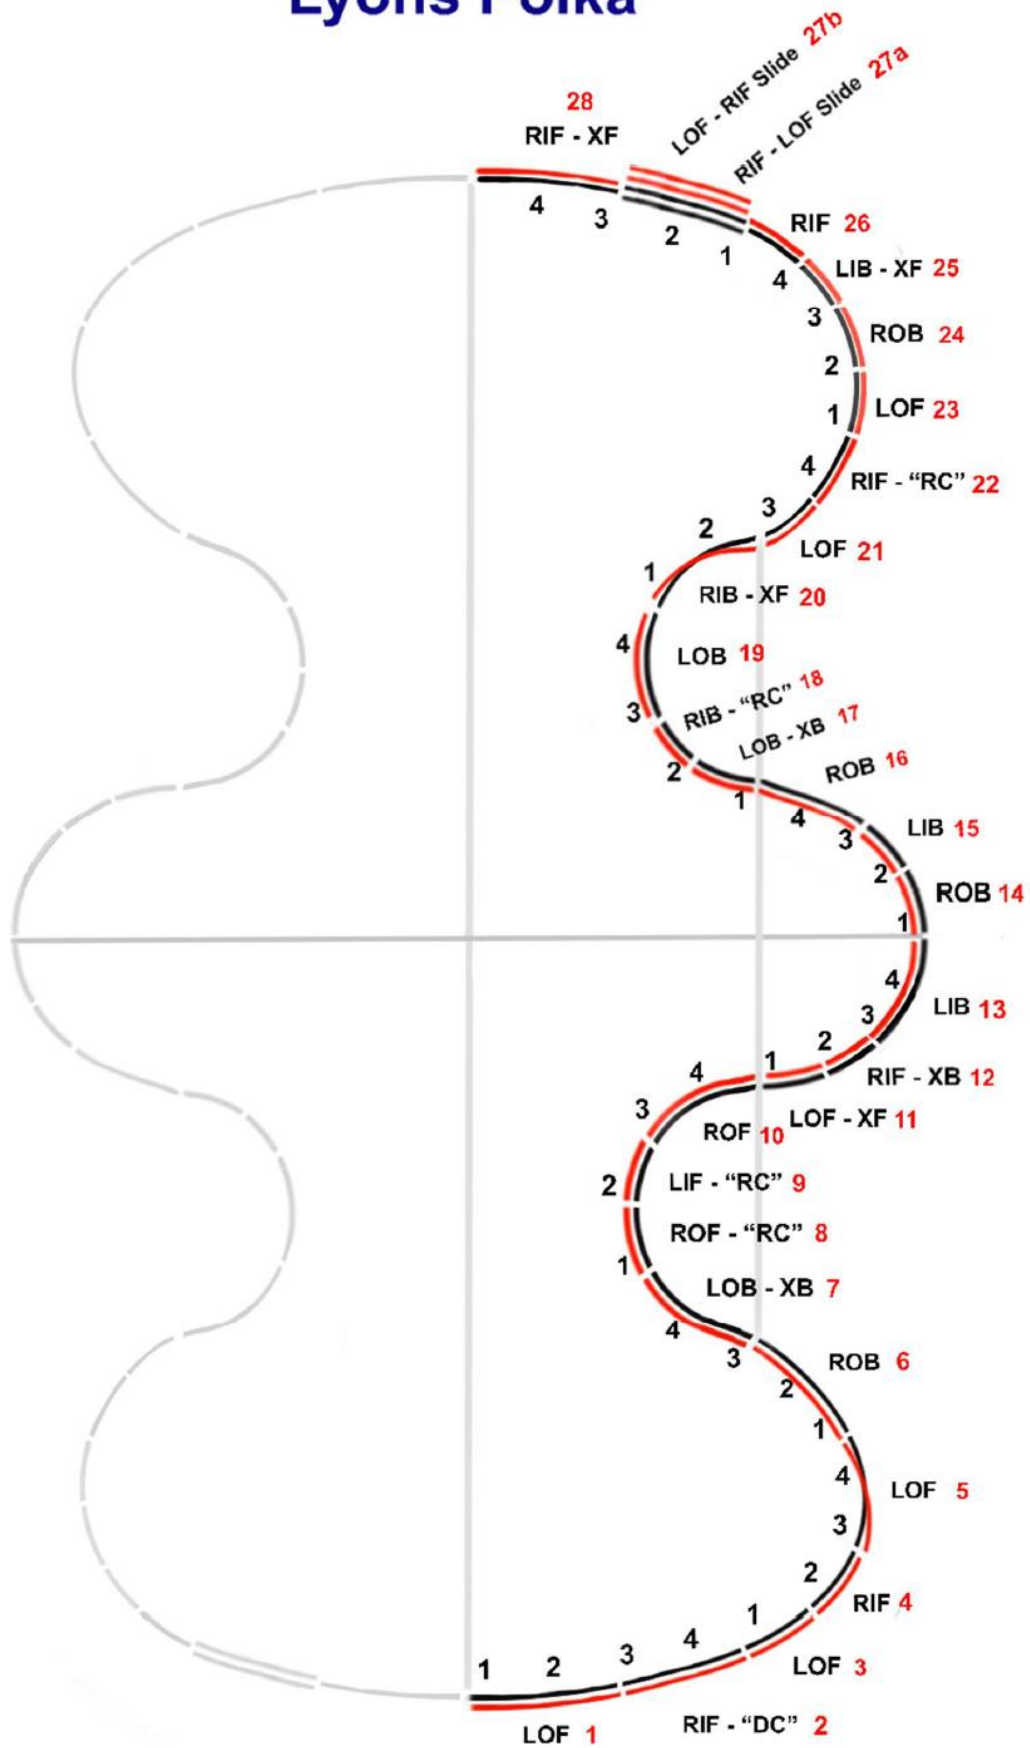 Lyons Polka
LOF - RIF Slide 27b
RIF - LOF Slide 27a
28
RIF - XF
4
3
2
1
RIF 26
4
LIB - XF 25
3
ROB 24
2
LOF 23
1
RIF - “RC” 22
4
3
LOF 21
2
1
RIB - XF 20
4
LOB 19
3
RIB - “RC” 18
2
LOB - XB 17
1
ROB 16
4
3
LIB 15
2
ROB 14
1
4
LIB 13
3
2
RIF - XB 12
1
LOF - XF 11
4
ROF 10
3
LIF - “RC” 9
2
ROF - “RC” 8
1
LOB - XB 7
4
3
ROB 6
2
1
4
LOF 5
3
2
RIF 4
1
LOF 3
4
3
RIF - “DC” 2
2
1
LOF 1